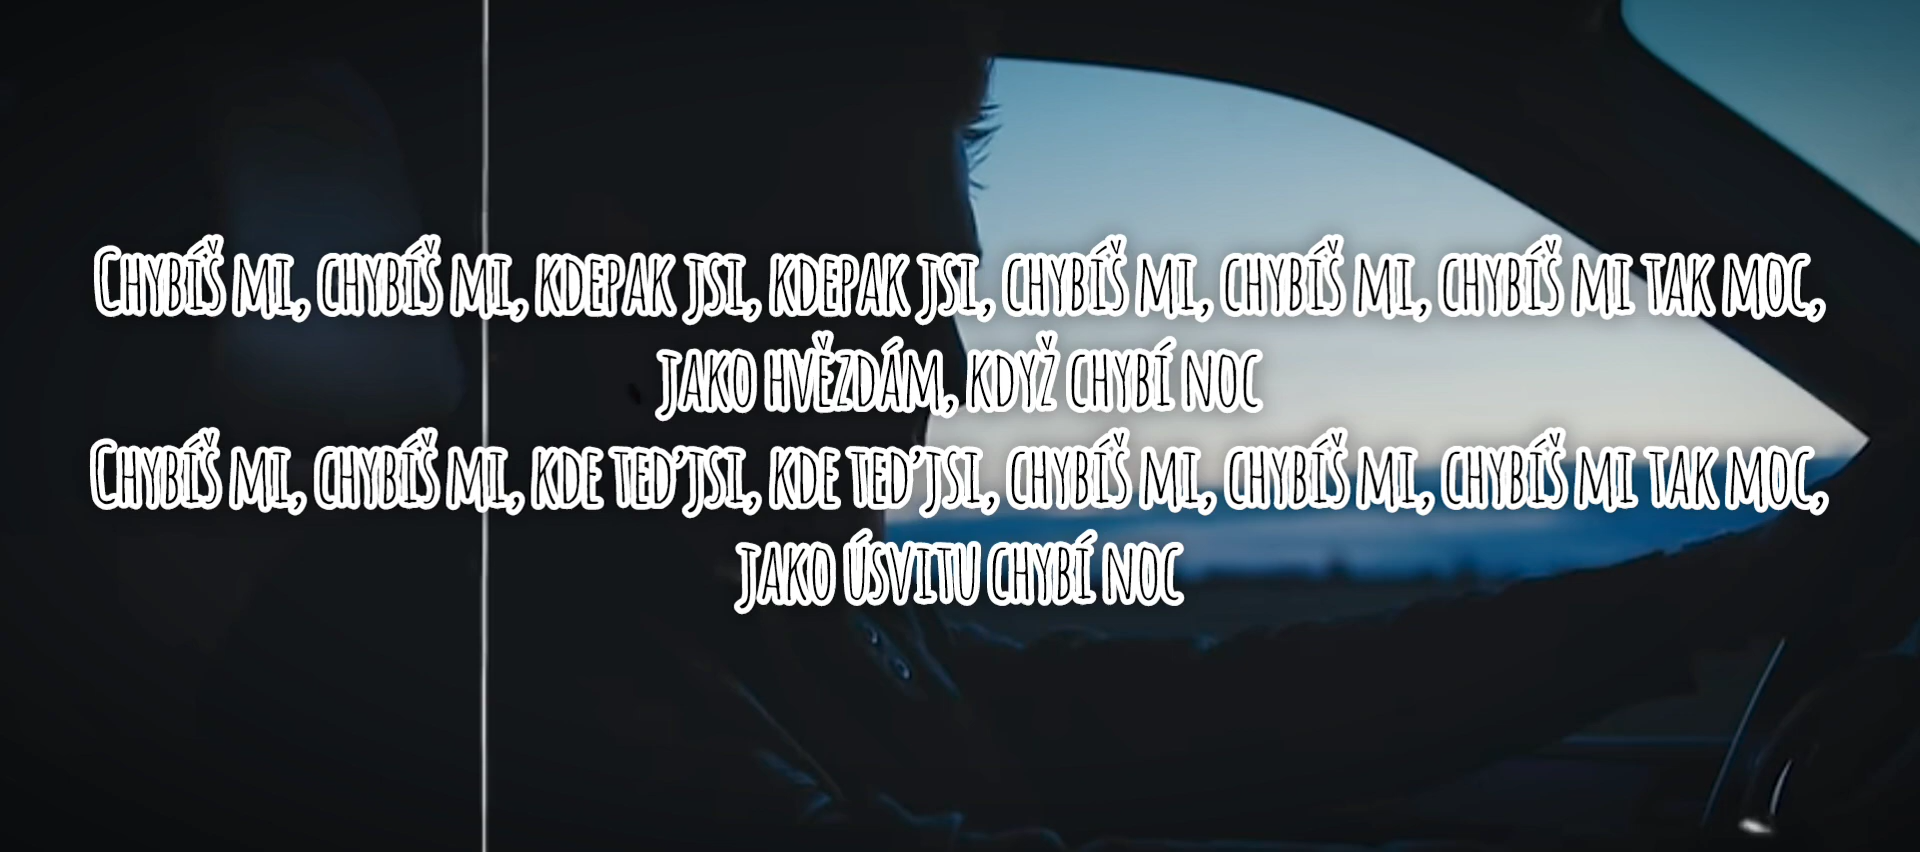 Chybíš mi, chybíš mi, kdepak jsi, kdepak jsi, chybíš mi, chybíš mi, chybíš mi tak moc,
jako hvězdám, když chybí noc
Chybíš mi, chybíš mi, kde teď jsi, kde teď jsi, chybíš mi, chybíš mi, chybíš mi tak moc,
jako úsvitu chybí noc